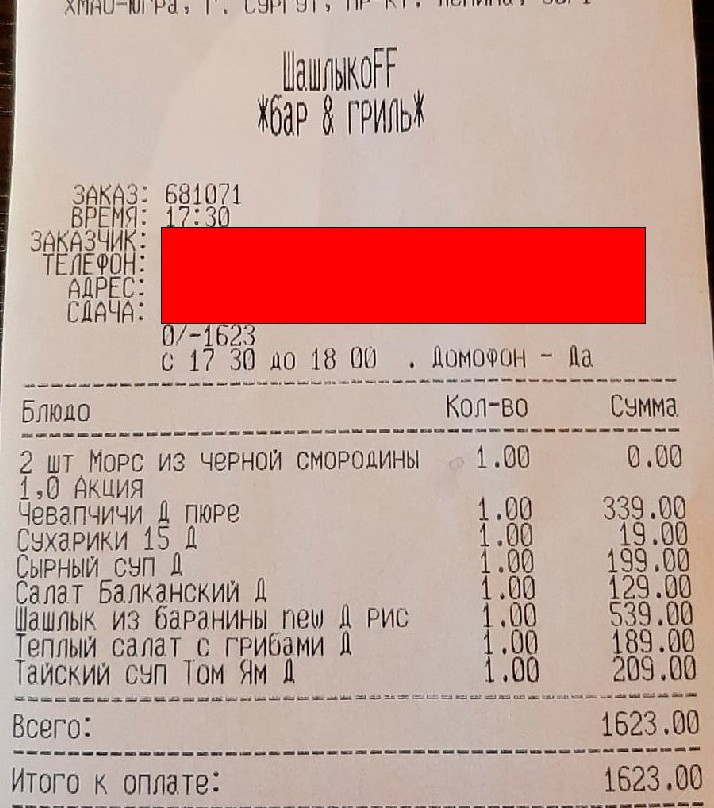 ШашлыкоFF
*бар & ГРИЛЬ*
ЗАКАЗ: 681071
ВРЕМЯ: 17:30
ЗАКАЗЧИК:
ТЕЛЕФОН:
АДРЕС:
СДАЧА:
0/-1623
с 17 30 до 18 00 . Домофон - Да
Блюдо Кол-во Сумма
2 шт Морс из черной смородины 1.00 0.00
1,0 Акция
Чевапчичи Д пюре 1.00 339.00
Сухарики 15 Д 1.00 19.00
Сырный суп Д 1.00 199.00
Салат Балканский Д 1.00 129.00
Шашлык из баранины new Д рис 1.00 539.00
Теплый салат с грибами Д 1.00 189.00
Тайский суп Том Ям Д 1.00 209.00
Всего: 1623.00
Итого к оплате: 1623.00